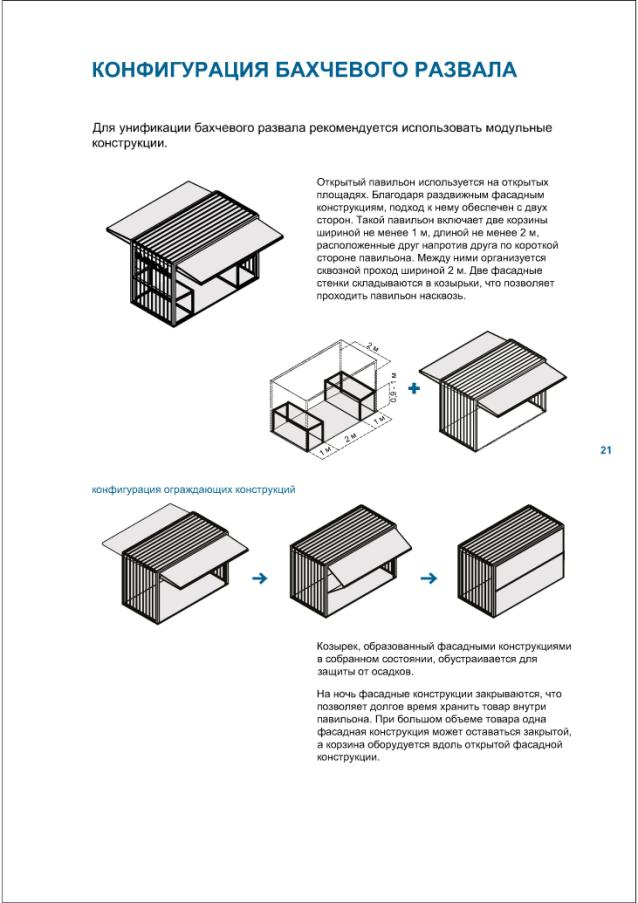 КОНФИГУРАЦИЯ БАХЧЕВОГО РАЗВАЛА
Для унификации бахчевого развала рекомендуется использовать модульные
конструкции.
Открытый павильон используется на открытых
площадях. Благодаря раздвижным фасадным
конструкциям, подход к нему обеспечен с двух
сторон. Такой павильон включает две корзины
шириной не менее 1 м, длиной не менее 2 м,
расположенные друг напротив друга по короткой
стороне павильона. Между ними организуется
сквозной проход шириной 2 м. Две фасадные
стенки складываются в козырьки, что позволяет
проходить павильон насквозь.
2 м
0,9 - 1 м
1 м
2 м
1 м
21
конфигурация ограждающих конструкций
Козырек, образованный фасадными конструкциями
в собранном состоянии, обустраивается для
защиты от осадков.
На ночь фасадные конструкции закрываются, что
позволяет долгое время хранить товар внутри
павильона. При большом объеме товара одна
фасадная конструкция может оставаться закрытой,
а корзина оборудуется вдоль открытой фасадной
конструкции.